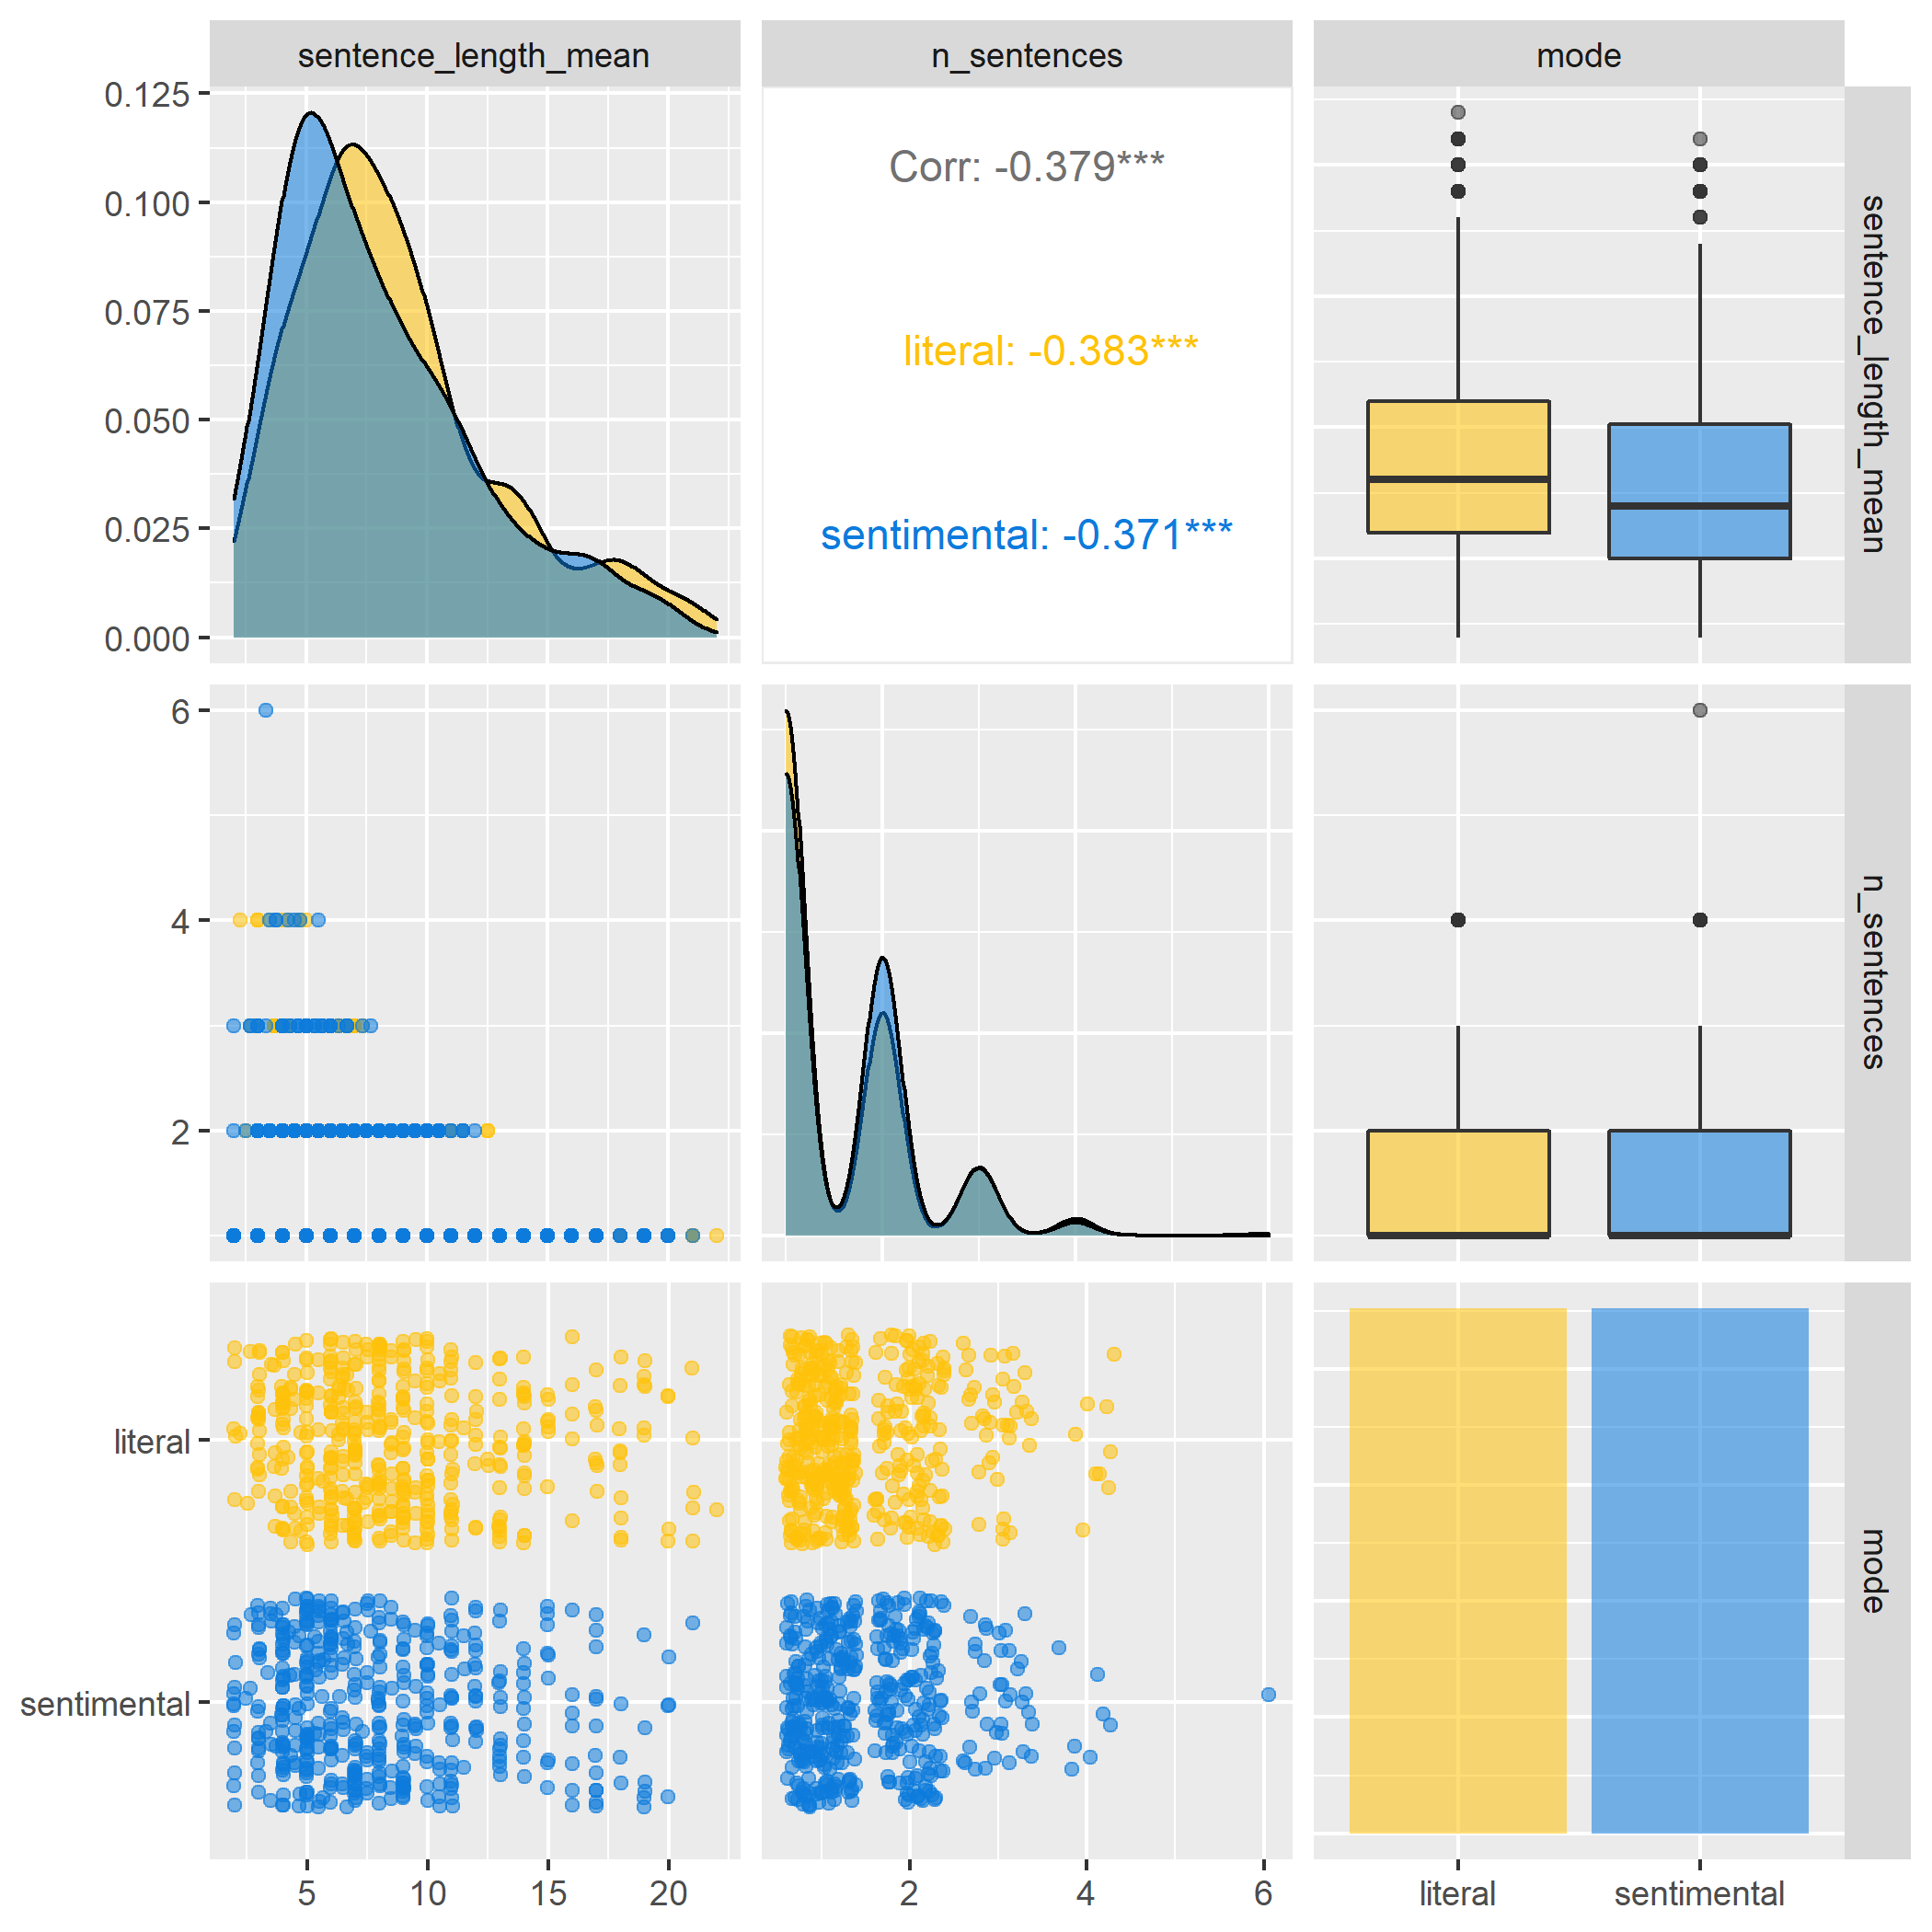 sentence_length_mean n_sentences mode
0.125
0.100
0.075
0.050
0.025
0.000
Corr: -0.379***
literal: -0.383***
sentimental: -0.371***
sentence_length_mean
6
4
2
n_sentences
literal
sentimental
mode
5 10 15 20 2 4 6 literal sentimental